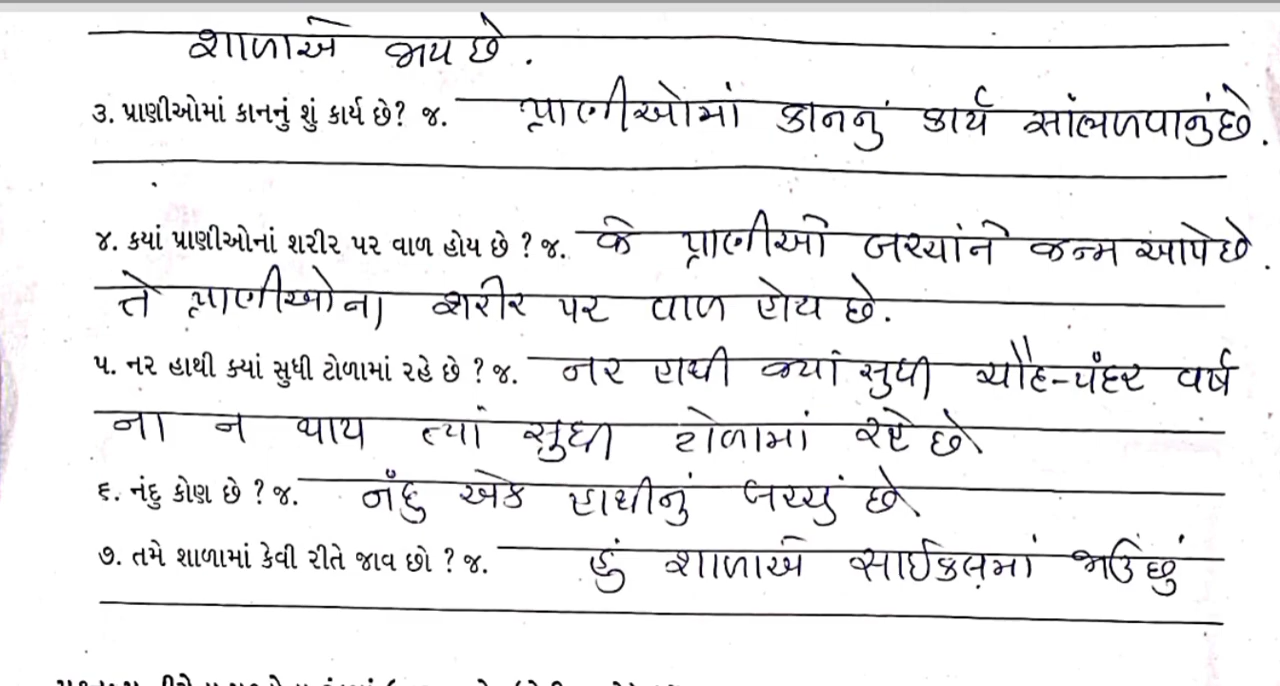 શાળાએ જાય છે.
૩. પ્રાણીઓમાં કાનનું શું કાર્ય છે? જ. પ્રાણીઓમાં કાનનું કાર્ય સાંભળવાનું છે.
૪. કયાં પ્રાણીઓનાં શરીર પર વાળ હોય છે ? જ. જે પ્રાણીઓ બચ્ચાંને જન્મ આપે છે.
તે પ્રાણીઓના શરીર પર વાળ હોય છે.
૫. નર હાથી ક્યાં સુધી ટોળામાં રહે છે ? જ. નર હાથી જ્યાં સુધી ચૌદ-પંદર વર્ષ
ના ન થાય ત્યાં સુધી ટોળામાં રહે છે.
૬. નંદુ કોણ છે ? જ. નંદુ એક હાથીનું બચ્ચું છે.
૭. તમે શાળામાં કેવી રીતે જાવ છો ? જ. હું શાળાએ સાઈકલમાં જાઉં છું